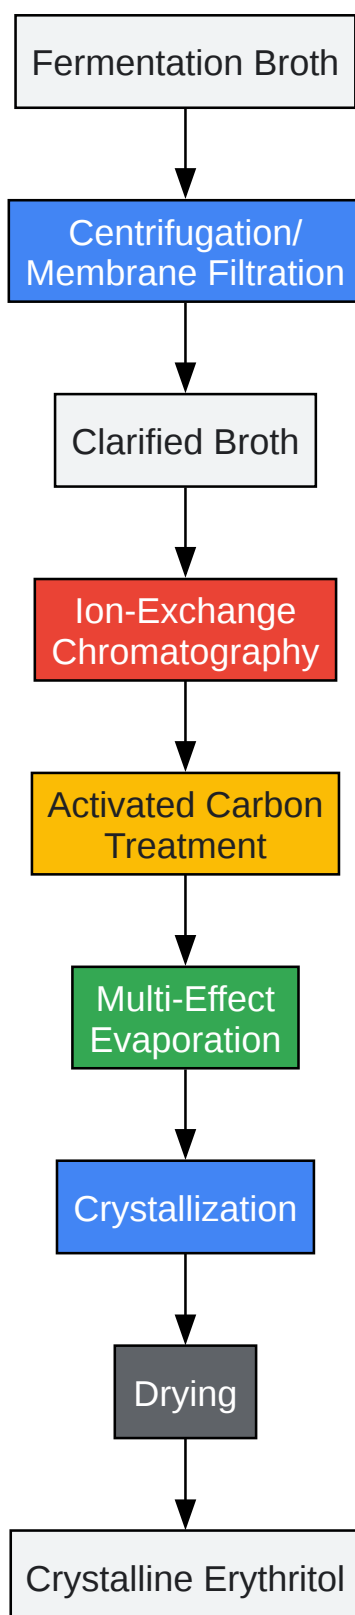 Fermentation Broth
Centrifugation/
Membrane Filtration
Clarified Broth
Ion-Exchange
Chromatography
Activated Carbon
Treatment
Multi-Effect
Evaporation
Crystallization
Drying
Crystalline Erythritol